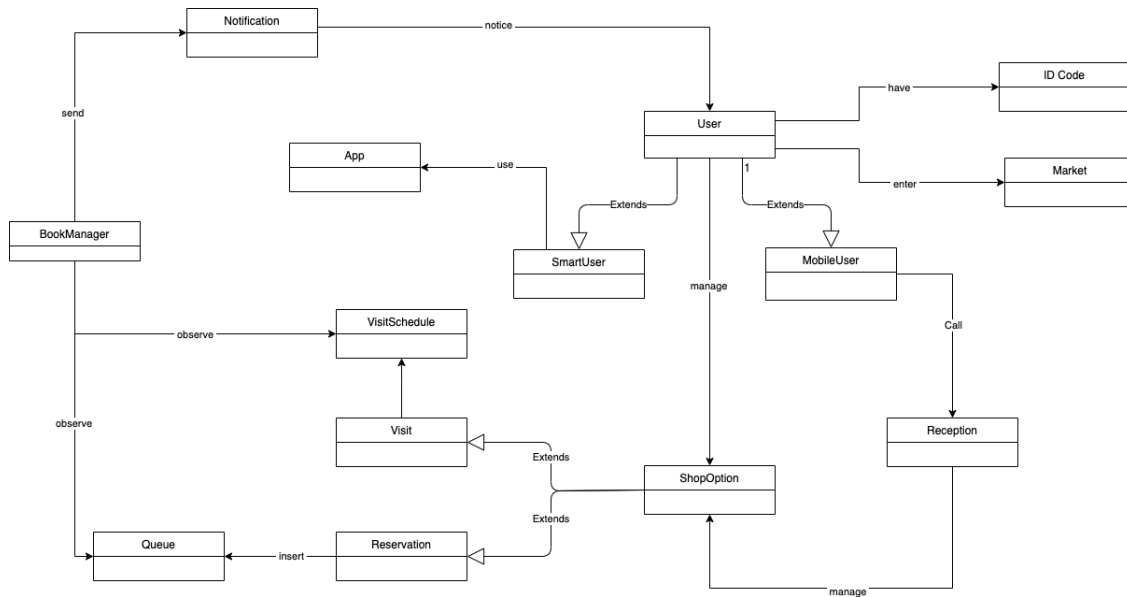 Notification
notice
ID Code
have
send
User
App
use
Market
enter
1
Extends
Extends
BookManager
SmartUser
MobileUser
manage
VisitSchedule
observe
Call
observe
Visit
Reception
Extends
ShopOption
Extends
Queue
insert
Reservation
manage